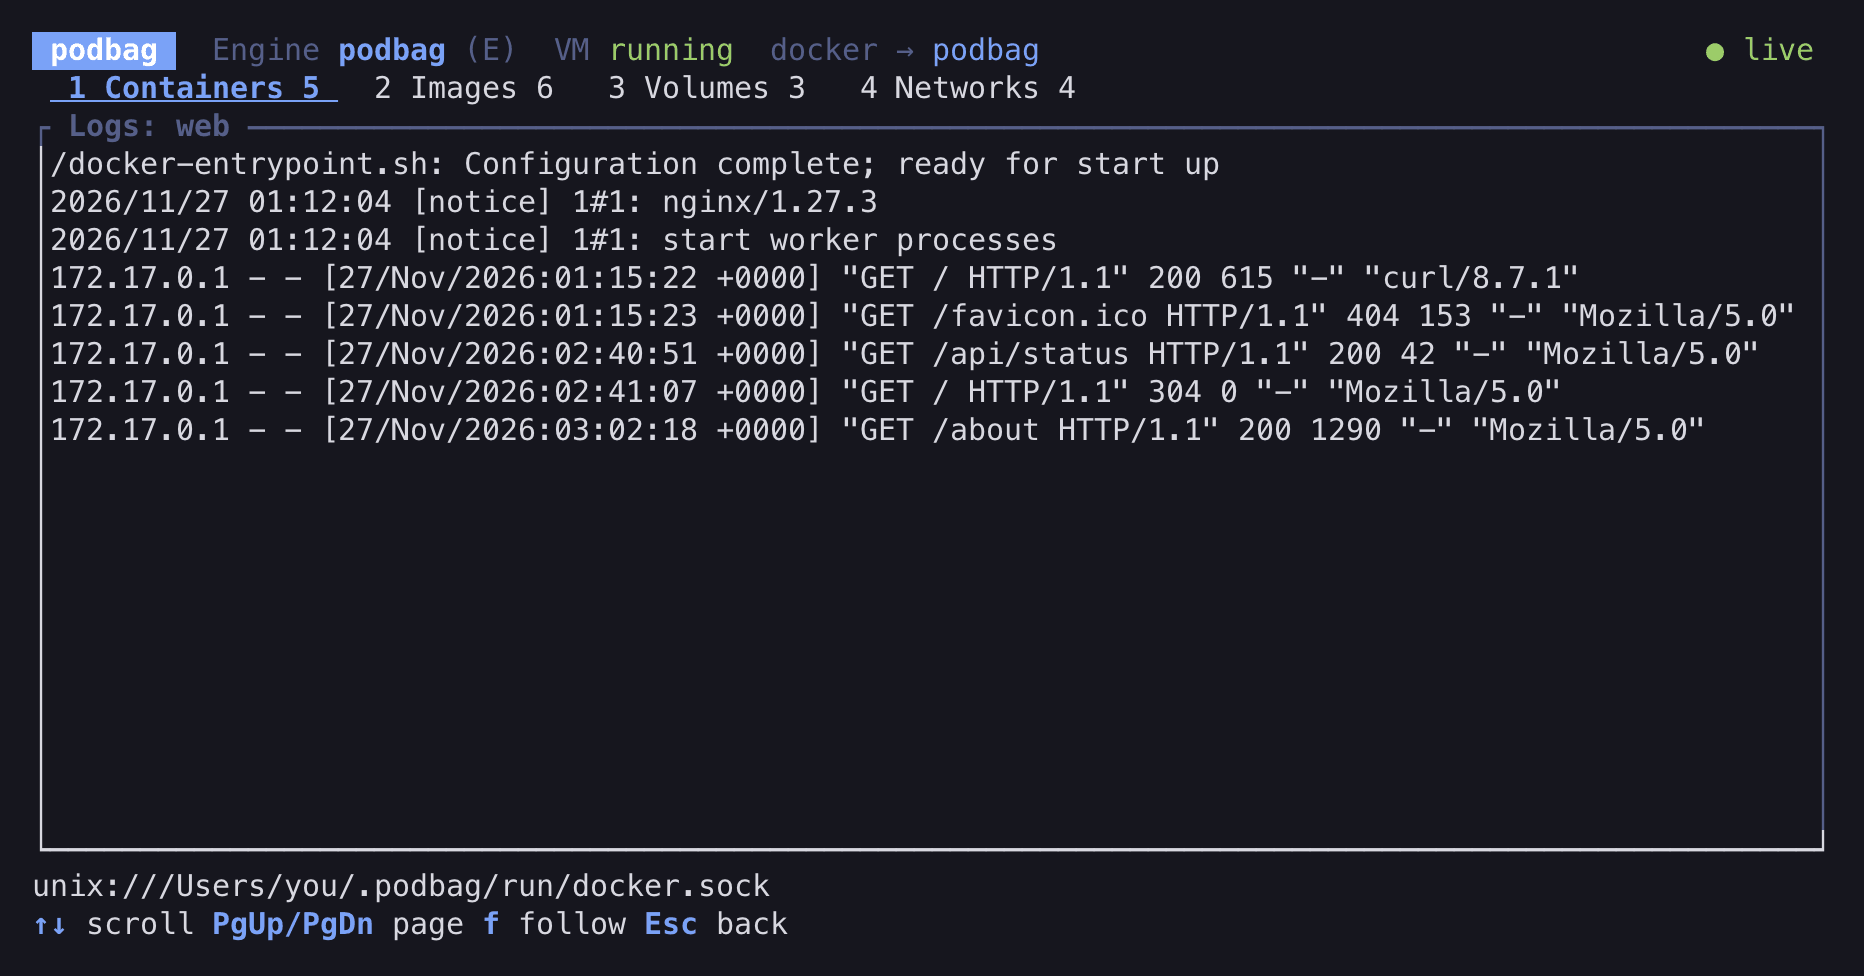 podbag Engine podbag (E) VM running docker → podbag ● live
1 Containers 5 2 Images 6 3 Volumes 3 4 Networks 4
Logs: web
/docker-entrypoint.sh: Configuration complete; ready for start up
2026/11/27 01:12:04 [notice] 1#1: nginx/1.27.3
2026/11/27 01:12:04 [notice] 1#1: start worker processes
172.17.0.1 - - [27/Nov/2026:01:15:22 +0000] "GET / HTTP/1.1" 200 615 "-" "curl/8.7.1"
172.17.0.1 - - [27/Nov/2026:01:15:23 +0000] "GET /favicon.ico HTTP/1.1" 404 153 "-" "Mozilla/5.0"
172.17.0.1 - - [27/Nov/2026:02:40:51 +0000] "GET /api/status HTTP/1.1" 200 42 "-" "Mozilla/5.0"
172.17.0.1 - - [27/Nov/2026:02:41:07 +0000] "GET / HTTP/1.1" 304 0 "-" "Mozilla/5.0"
172.17.0.1 - - [27/Nov/2026:03:02:18 +0000] "GET /about HTTP/1.1" 200 1290 "-" "Mozilla/5.0"
unix:///Users/you/.podbag/run/docker.sock
↑↓ scroll PgUp/PgDn page f follow Esc back